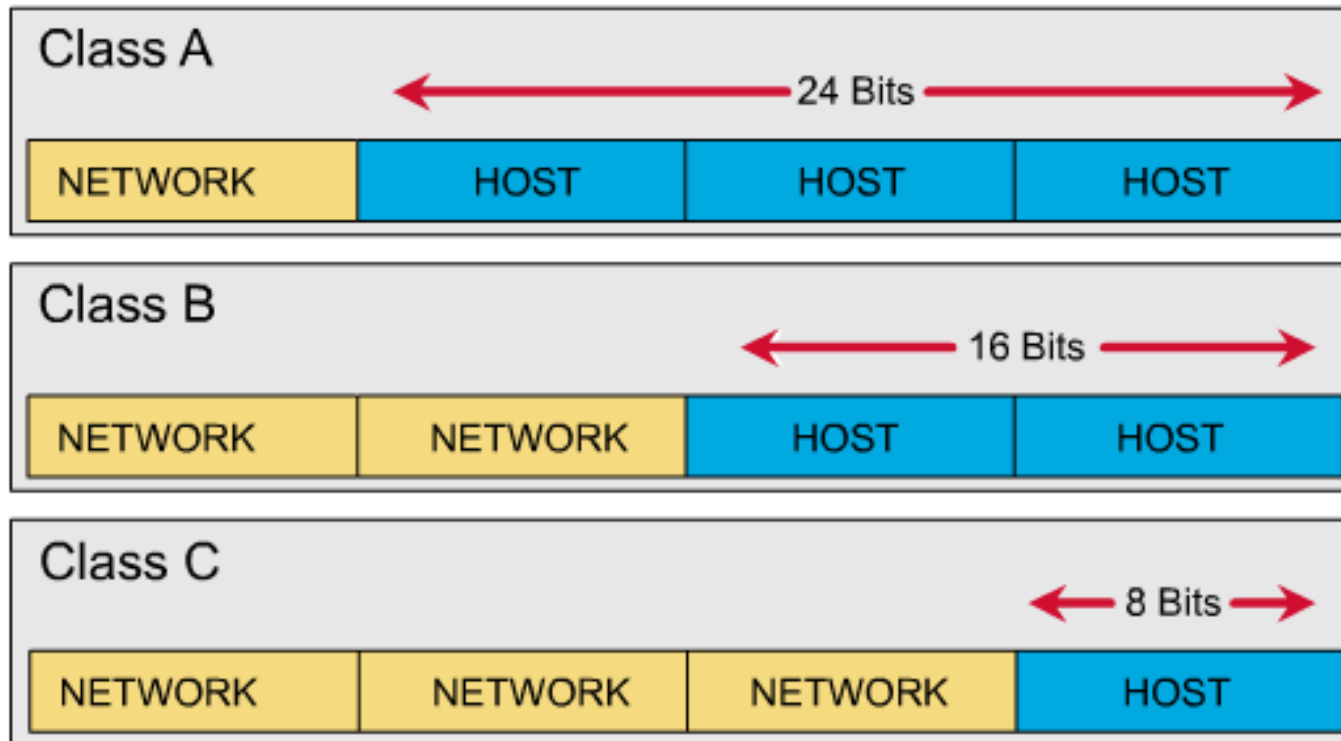 Class A
24 Bits
NETWORK HOST HOST HOST
Class B
16 Bits
NETWORK NETWORK HOST HOST
Class C
8 Bits
NETWORK NETWORK NETWORK HOST